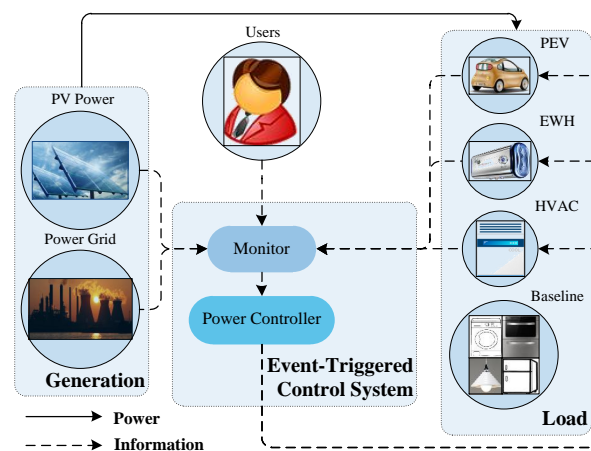 Users
PEV
PV Power
EWH
HVAC
Power Grid
Monitor
Baseline
Power Controller
Generation
Event-Triggered
Control System
Load
Power
Information